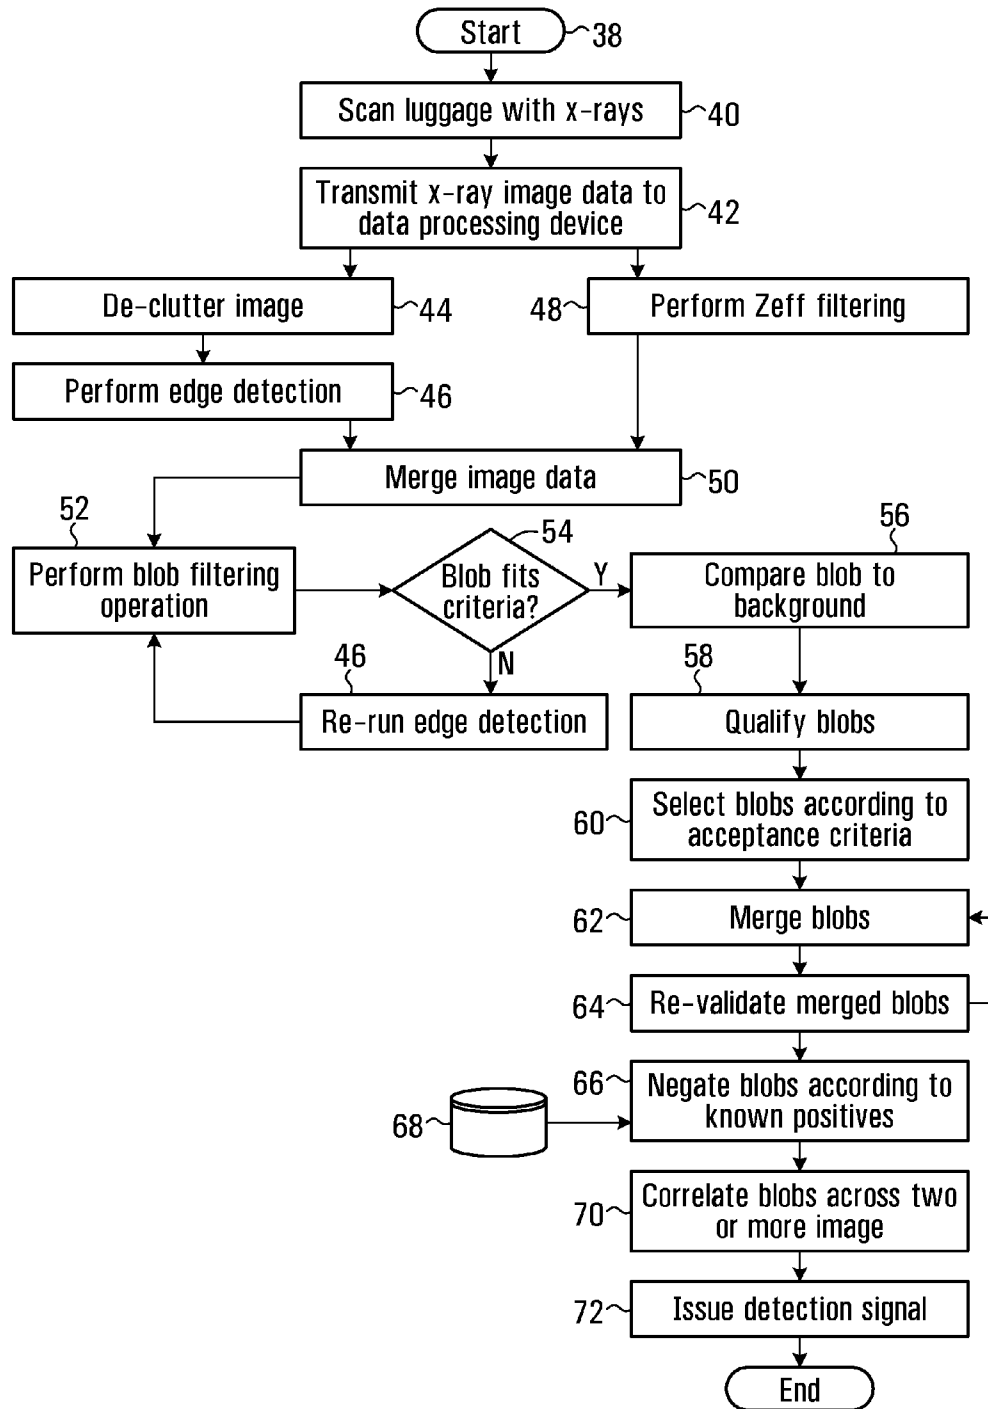 Start
38
Scan luggage with x-rays
40
Transmit x-ray image data to
data processing device
42
De-clutter image
44
48
Perform Zeff filtering
Perform edge detection
46
Merge image data
50
52
Perform blob filtering
operation
54
Blob fits
criteria?
Y
N
56
Compare blob to
background
46
Re-run edge detection
58
Qualify blobs
60
Select blobs according to
acceptance criteria
62
Merge blobs
64
Re-validate merged blobs
66
Negate blobs according to
known positives
68
70
Correlate blobs across two
or more image
72
Issue detection signal
End